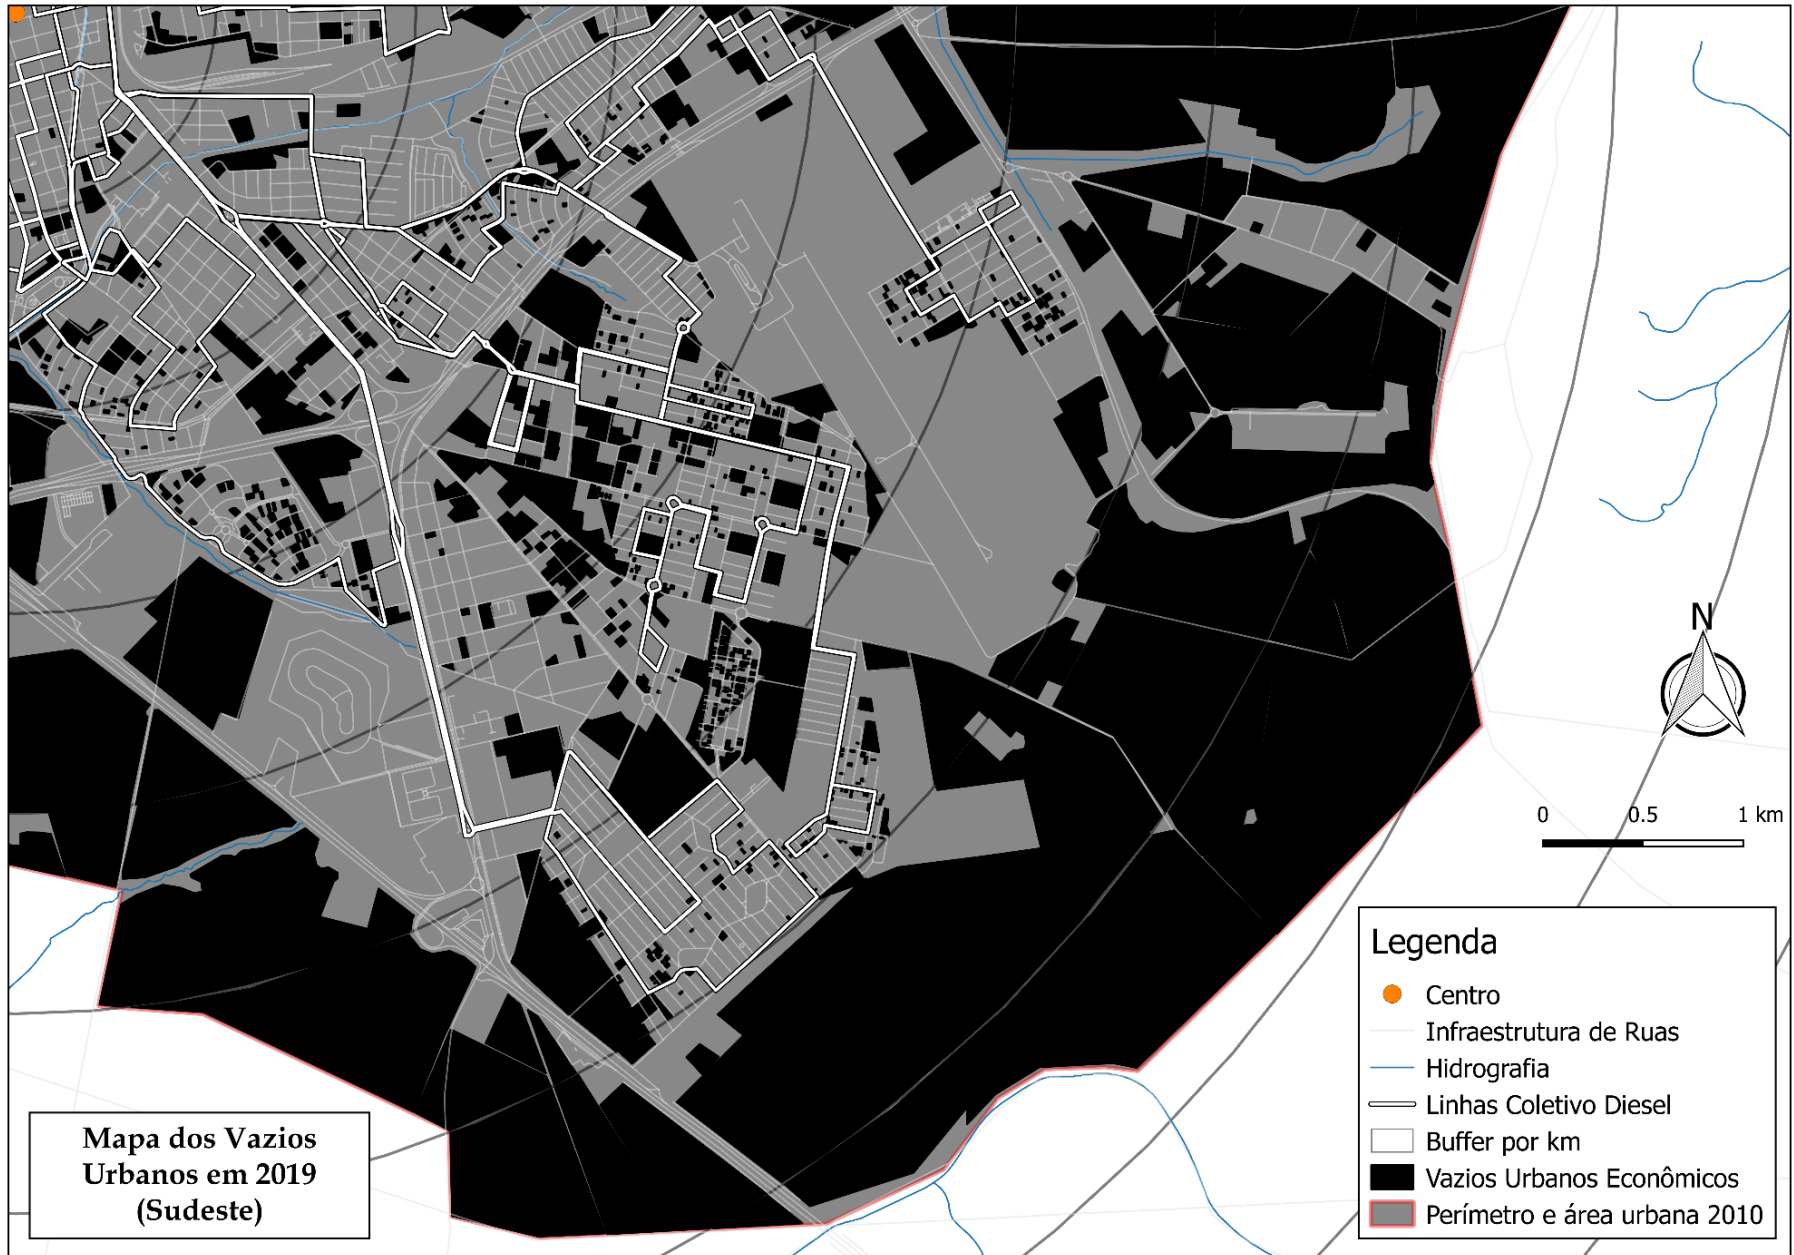 N
0 0.5 1 km
Legenda
Centro
Infraestrutura de Ruas
Hidrografia
Linhas Coletivo Diesel
Buffer por km
Vazios Urbanos Econômicos
Perímetro e área urbana 2010
Mapa dos Vazios
Urbanos em 2019
(Sudeste)